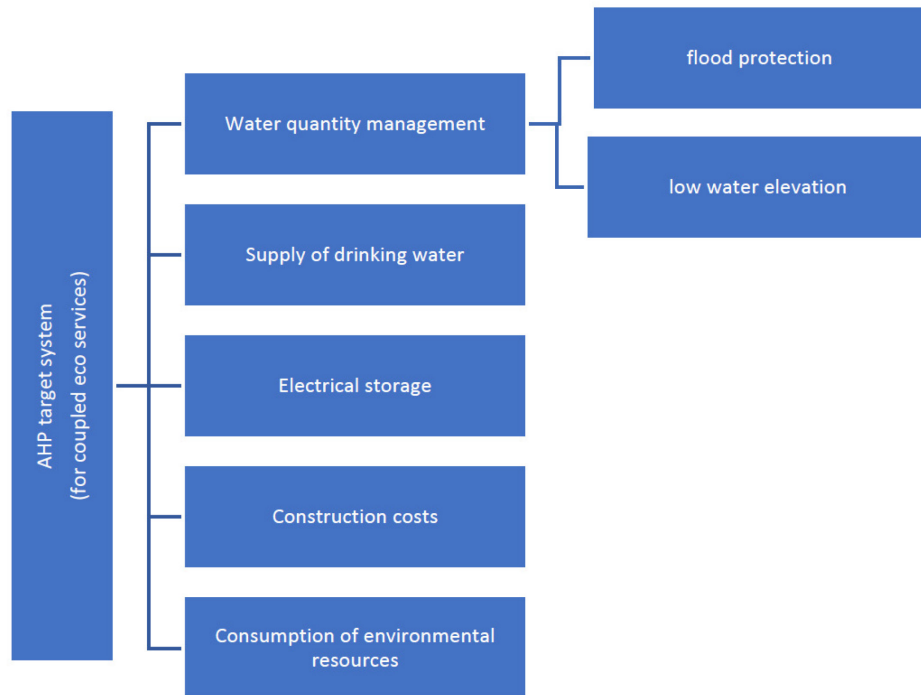 AHP target system
(for coupled eco services)
Water quantity management
flood protection
low water elevation
Supply of drinking water
Electrical storage
Construction costs
Consumption of environmental
resources